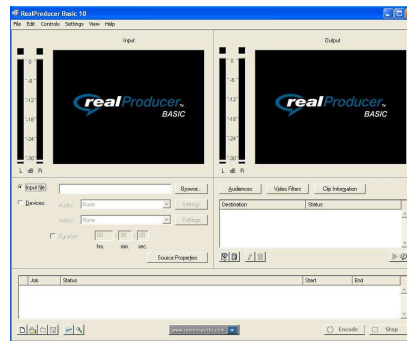 RealProducer Basic 10
File Edit Controls Settings View Help
Input
Output
0
-6
-12
-18
-24
-30
L dB R
realProducer™
BASIC
0
-6
-12
-18
-24
-30
L dB R
realProducer™
BASIC
Input file:
Browse...
Devices:
Audio: None
Settings
Video: None
Settings
Duration:
00 : 00 : 00
hrs. min. sec.
Source Properties
Audiences
Video Filters
Clip Information
Destination
Status
Job
Status
Start
End
www.realnetworks.com
Encode
Stop